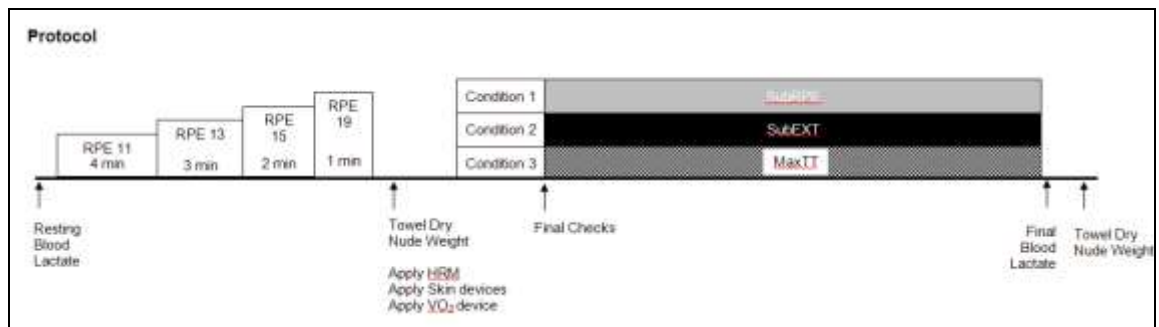 Protocol
RPE 11
4 min
RPE 13
3 min
RPE
15
2 min
RPE
19
1 min
Condition 1
SubRPE
Condition 2
SubEXT
Condition 3
MaxTT
Resting
Blood
Lactate
Towel Dry
Nude Weight
Apply HRM
Apply Skin devices
Apply VO₂ device
Final Checks
Final
Blood
Lactate
Towel Dry
Nude Weight